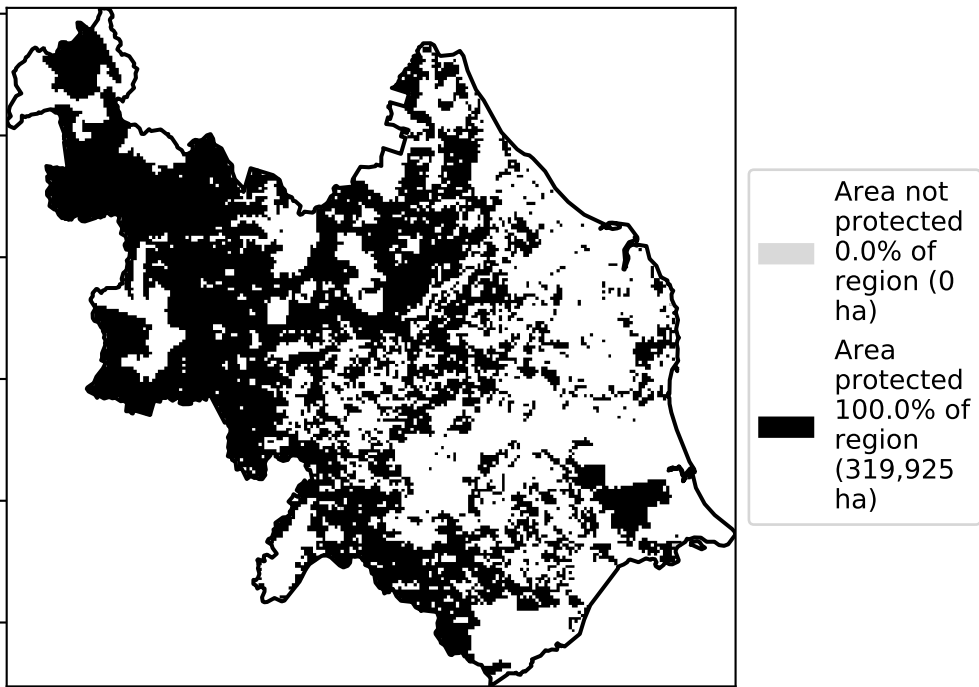 Area not
protected
0.0% of
region (0
ha)
Area
protected
100.0% of
region
(319,925
ha)